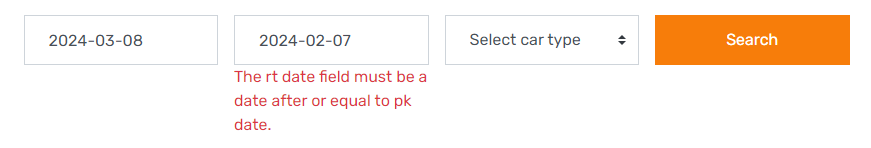 2024-03-08
2024-02-07
Select car type
Search
The rt date field must be a
date after or equal to pk
date.